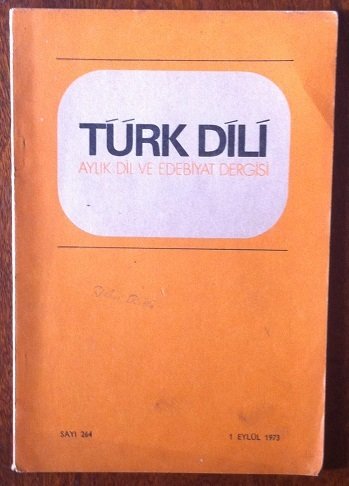 TÜRK DİLİ
AYLIK DİL VE EDEBİYAT DERGİSİ
SAYI 264
1 EYLÜL 1973